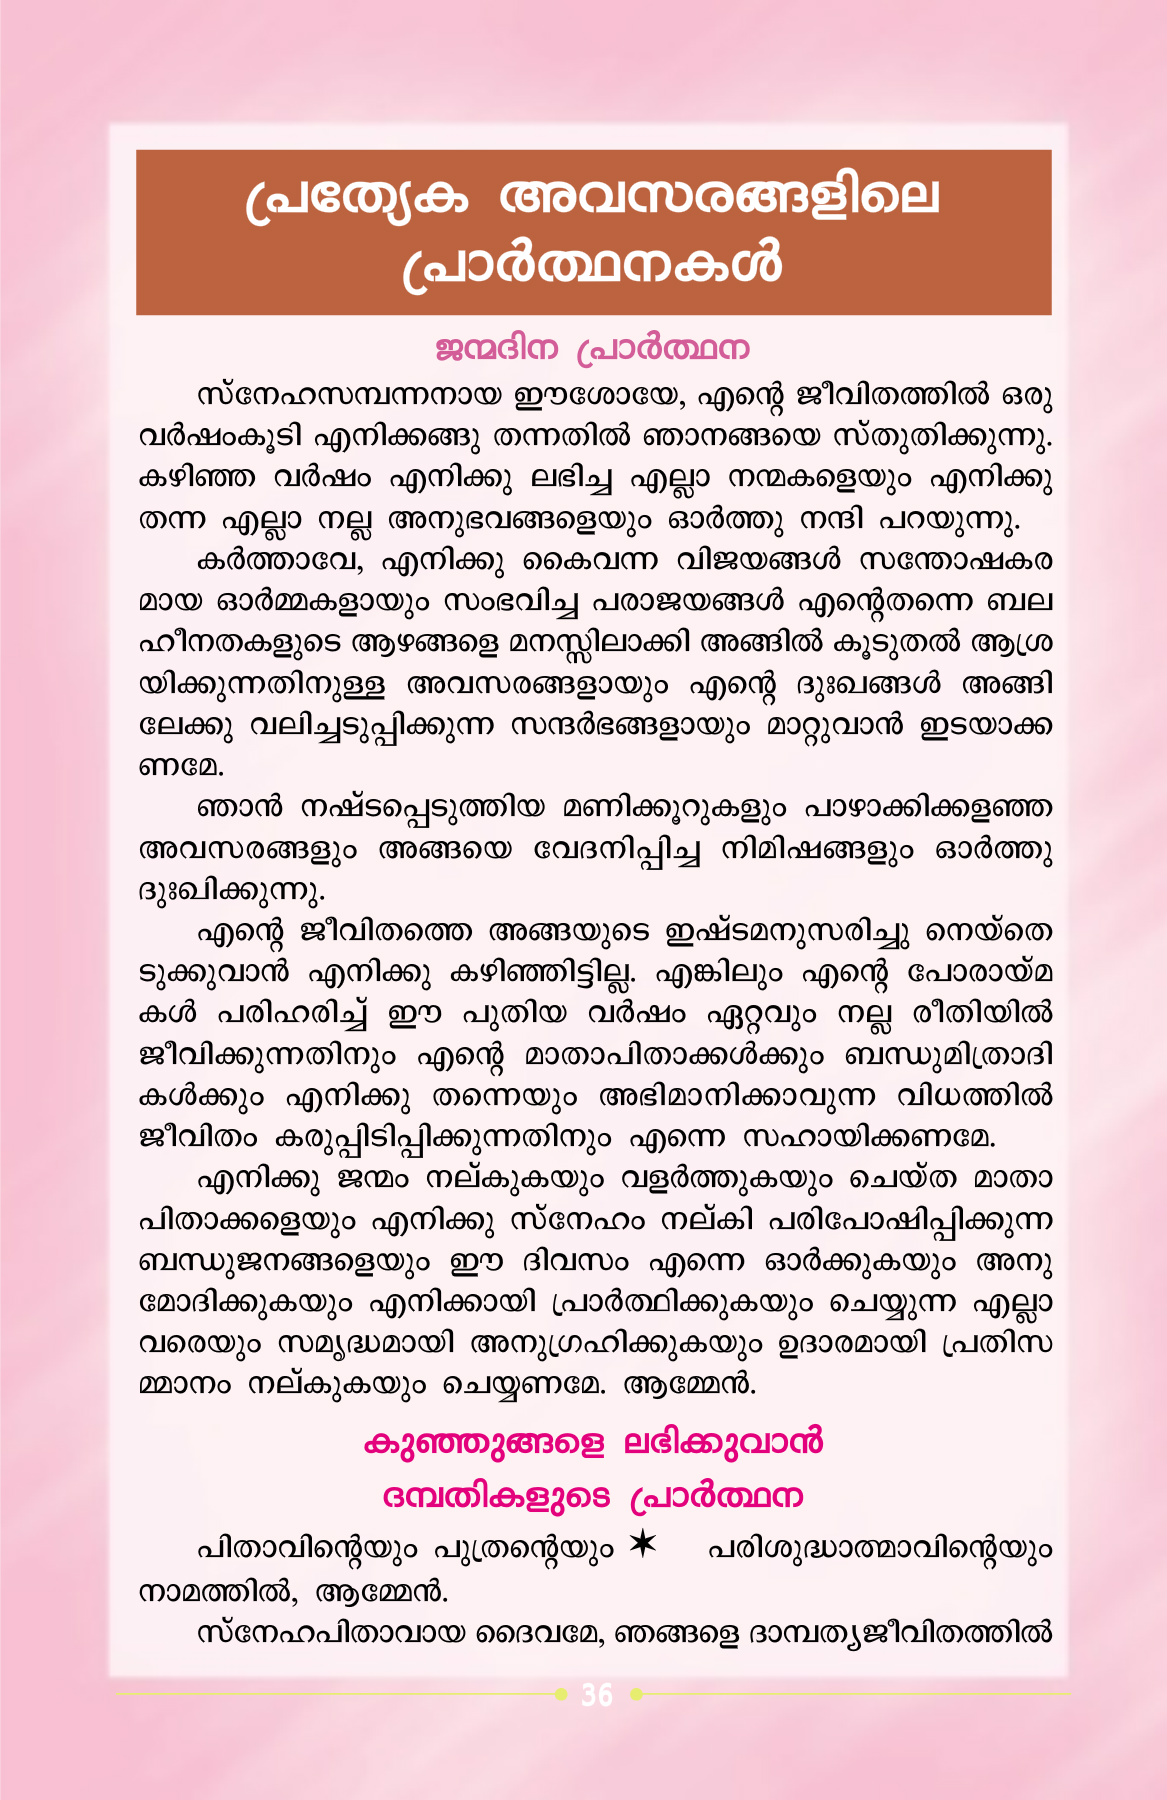 പ്രത്യേക അവസരങ്ങളിലെ
പ്രാർത്ഥനകൾ
ജന്മദിന പ്രാർത്ഥന
സ്നേഹസമ്പന്നനായ ഈശോയേ, എന്റെ ജീവിതത്തിൽ ഒരു
വർഷംകൂടി എനിക്കങ്ങു തന്നതിൽ ഞാനങ്ങയെ സ്തുതിക്കുന്നു.
കഴിഞ്ഞ വർഷം എനിക്കു ലഭിച്ച എല്ലാ നന്മകളെയും എനിക്കു
തന്ന എല്ലാ നല്ല അനുഭവങ്ങളെയും ഓർത്തു നന്ദി പറയുന്നു.
കർത്താവേ, എനിക്കു കൈവന്ന വിജയങ്ങൾ സന്തോഷകര
മായ ഓർമ്മകളായും സംഭവിച്ച പരാജയങ്ങൾ എന്റെതന്നെ ബല
ഹീനതകളുടെ ആഴങ്ങളെ മനസ്സിലാക്കി അങ്ങിൽ കൂടുതൽ ആശ്ര
യിക്കുന്നതിനുള്ള അവസരങ്ങളായും എന്റെ ദുഃഖങ്ങൾ അങ്ങി
ലേക്കു വലിച്ചടുപ്പിക്കുന്ന സന്ദർഭങ്ങളായും മാറ്റുവാൻ ഇടയാക്ക
ണമേ.
ഞാൻ നഷ്ടപ്പെടുത്തിയ മണിക്കൂറുകളും പാഴാക്കിക്കളഞ്ഞ
അവസരങ്ങളും അങ്ങയെ വേദനിപ്പിച്ച നിമിഷങ്ങളും ഓർത്തു
ദുഃഖിക്കുന്നു.
എന്റെ ജീവിതത്തെ അങ്ങയുടെ ഇഷ്ടമനുസരിച്ചു നെയ്തെ
ടുക്കുവാൻ എനിക്കു കഴിഞ്ഞിട്ടില്ല. എങ്കിലും എന്റെ പോരായ്മ
കൾ പരിഹരിച്ച് ഈ പുതിയ വർഷം ഏറ്റവും നല്ല രീതിയിൽ
ജീവിക്കുന്നതിനും എന്റെ മാതാപിതാക്കൾക്കും ബന്ധുമിത്രാദി
കൾക്കും എനിക്കു തന്നെയും അഭിമാനിക്കാവുന്ന വിധത്തിൽ
ജീവിതം കരുപ്പിടിപ്പിക്കുന്നതിനും എന്നെ സഹായിക്കണമേ.
എനിക്കു ജന്മം നല്കുകയും വളർത്തുകയും ചെയ്ത മാതാ
പിതാക്കളെയും എനിക്കു സ്നേഹം നല്കി പരിപോഷിപ്പിക്കുന്ന
ബന്ധുജനങ്ങളെയും ഈ ദിവസം എന്നെ ഓർക്കുകയും അനു
മോദിക്കുകയും എനിക്കായി പ്രാർത്ഥിക്കുകയും ചെയ്യുന്ന എല്ലാ
വരെയും സമൃദ്ധമായി അനുഗ്രഹിക്കുകയും ഉദാരമായി പ്രതിസ
മ്മാനം നല്കുകയും ചെയ്യണമേ. ആമ്മേൻ.
കുഞ്ഞുങ്ങളെ ലഭിക്കുവാൻ
ദമ്പതികളുടെ പ്രാർത്ഥന
പിതാവിന്റെയും പുത്രന്റെയും ✶ പരിശുദ്ധാത്മാവിന്റെയും
നാമത്തിൽ, ആമ്മേൻ.
സ്നേഹപിതാവായ ദൈവമേ, ഞങ്ങളെ ദാമ്പത്യജീവിതത്തിൽ
36